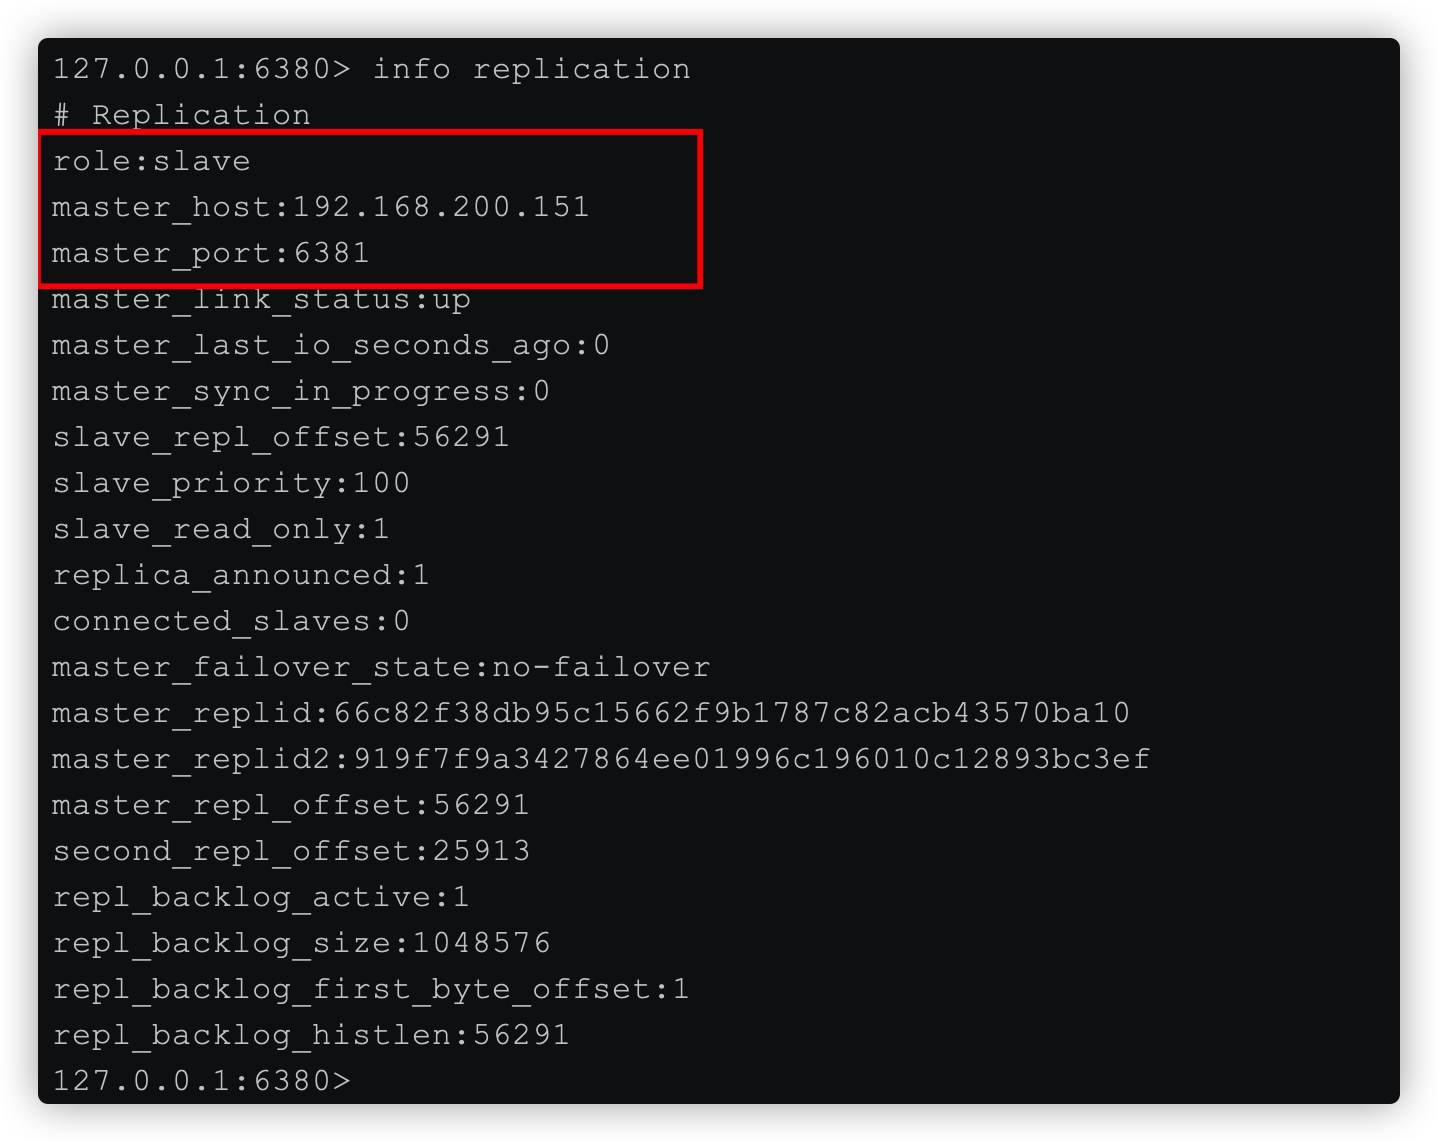 127.0.0.1:6380> info replication
# Replication
role:slave
master_host:192.168.200.151
master_port:6381
master_link_status:up
master_last_io_seconds_ago:0
master_sync_in_progress:0
slave_repl_offset:56291
slave_priority:100
slave_read_only:1
replica_announced:1
connected_slaves:0
master_failover_state:no-failover
master_replid:66c82f38db95c15662f9b1787c82acb43570ba10
master_replid2:919f7f9a3427864ee01996c196010c12893bc3ef
master_repl_offset:56291
second_repl_offset:25913
repl_backlog_active:1
repl_backlog_size:1048576
repl_backlog_first_byte_offset:1
repl_backlog_histlen:56291
127.0.0.1:6380>